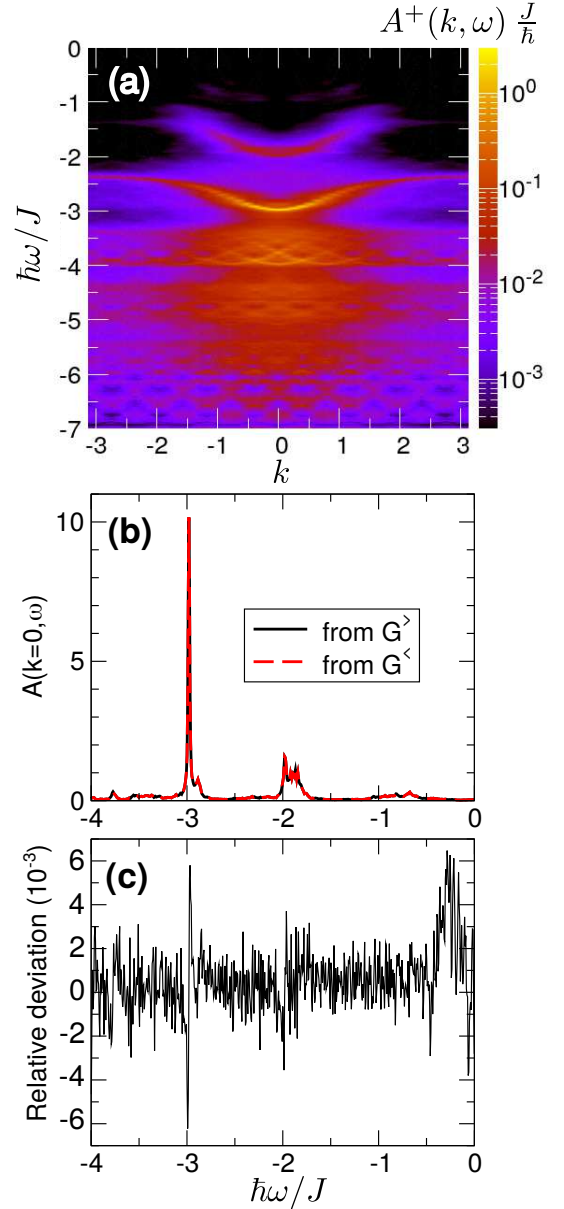 A⁺(k, ω) J/ħ
(a)
0
-1
-2
-3
-4
-5
-6
-7
ħω/J
10⁰
10⁻¹
10⁻²
10⁻³
-3 -2 -1 0 1 2 3
k
(b)
10
5
0
A(k=0,ω)
from G^>
from G^<
-4 -3 -2 -1 0
(c)
6
4
2
0
-2
-4
-6
Relative deviation (10⁻³)
-4 -3 -2 -1 0
ħω/J